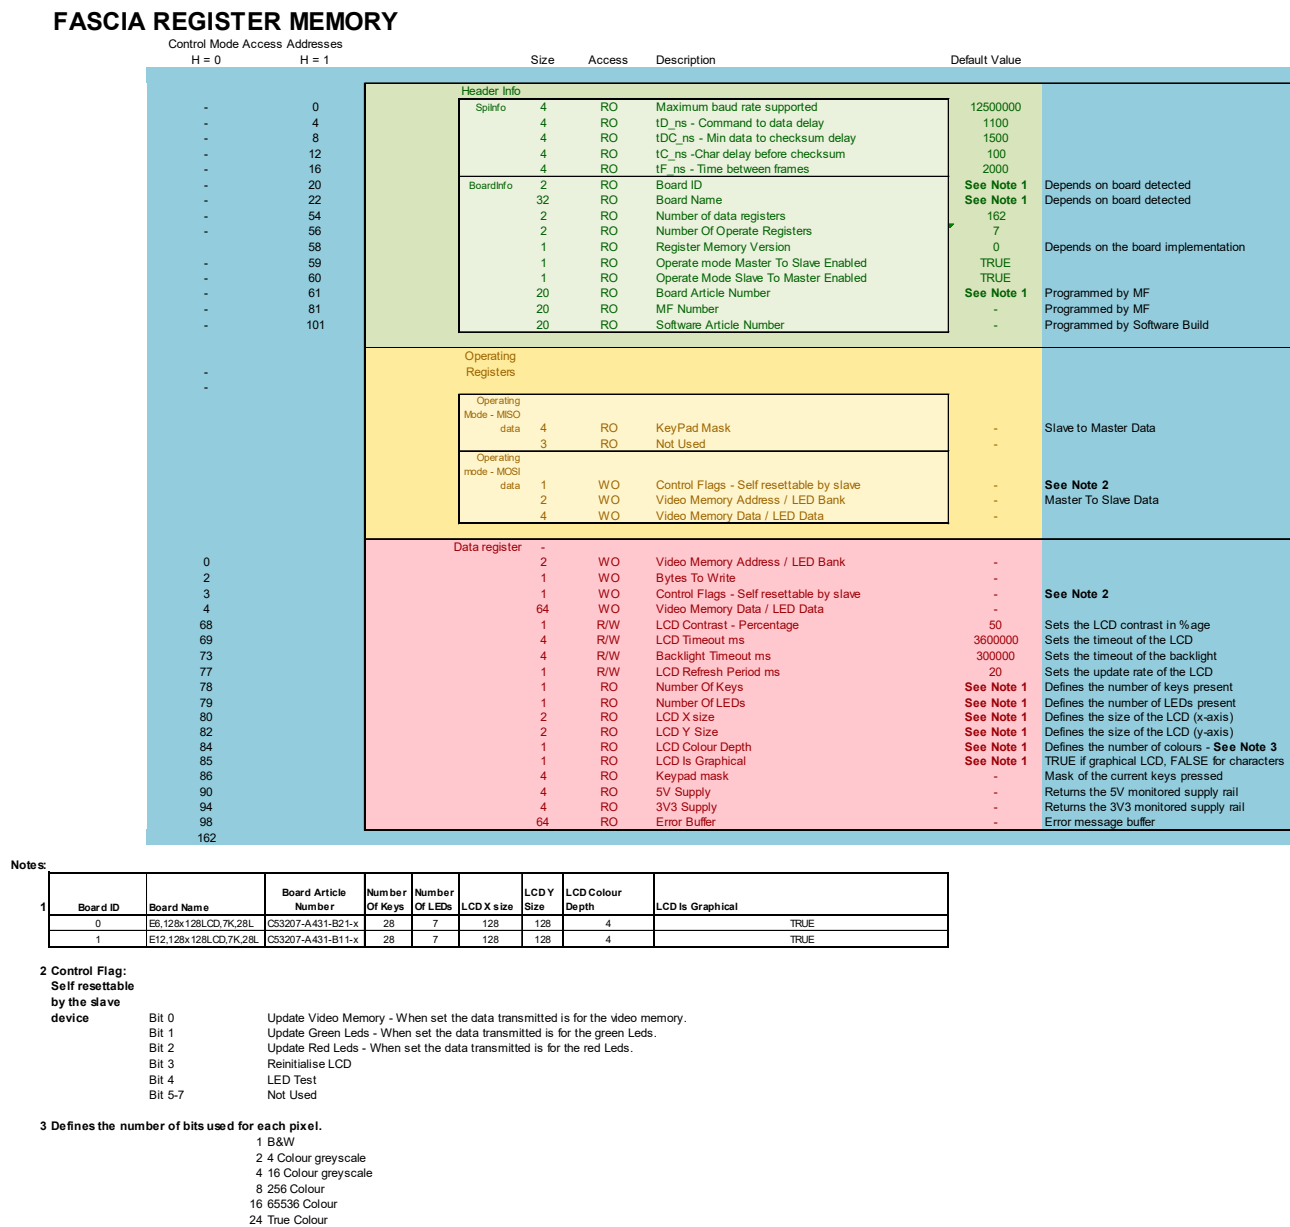 FASCIA REGISTER MEMORY
Control Mode Access Addresses
H = 0 H = 1 Size Access Description Default Value
Header Info
- 0 SpiInfo 4 RO Maximum baud rate supported 12500000
- 4 4 RO tD_ns - Command to data delay 1100
- 8 4 RO tDC_ns - Min data to checksum delay 1500
- 12 4 RO tC_ns -Char delay before checksum 100
- 16 4 RO tF_ns - Time between frames 2000
- 20 BoardInfo 2 RO Board ID See Note 1 Depends on board detected
- 22 32 RO Board Name See Note 1 Depends on board detected
- 54 2 RO Number of data registers 162
- 56 2 RO Number Of Operate Registers 7
58 1 RO Register Memory Version 0 Depends on the board implementation
- 59 1 RO Operate mode Master To Slave Enabled TRUE
- 60 1 RO Operate Mode Slave To Master Enabled TRUE
- 61 20 RO Board Article Number See Note 1 Programmed by MF
- 81 20 RO MF Number - Programmed by MF
- 101 20 RO Software Article Number - Programmed by Software Build
Operating
- Registers
-
Operating
Mode - MISO
data 4 RO KeyPad Mask - Slave to Master Data
3 RO Not Used -
Operating
mode - MOSI
data 1 WO Control Flags - Self resettable by slave - See Note 2
2 WO Video Memory Address / LED Bank - Master To Slave Data
4 WO Video Memory Data / LED Data -
Data register -
0 2 WO Video Memory Address / LED Bank -
2 1 WO Bytes To Write -
3 1 WO Control Flags - Self resettable by slave - See Note 2
4 64 WO Video Memory Data / LED Data -
68 1 R/W LCD Contrast - Percentage 50 Sets the LCD contrast in %age
69 4 R/W LCD Timeout ms 3600000 Sets the timeout of the LCD
73 4 R/W Backlight Timeout ms 300000 Sets the timeout of the backlight
77 1 R/W LCD Refresh Period ms 20 Sets the update rate of the LCD
78 1 RO Number Of Keys See Note 1 Defines the number of keys present
79 1 RO Number Of LEDs See Note 1 Defines the number of LEDs present
80 2 RO LCD X size See Note 1 Defines the size of the LCD (x-axis)
82 2 RO LCD Y Size See Note 1 Defines the size of the LCD (y-axis)
84 1 RO LCD Colour Depth See Note 1 Defines the number of colours - See Note 3
85 1 RO LCD Is Graphical See Note 1 TRUE if graphical LCD, FALSE for characters
86 4 RO Keypad mask - Mask of the current keys pressed
90 4 RO 5V Supply - Returns the 5V monitored supply rail
94 4 RO 3V3 Supply - Returns the 3V3 monitored supply rail
98 64 RO Error Buffer - Error message buffer
162
Notes:
Board Article Number Number LCD Y LCD Colour
1 Board ID Board Name Number Of Keys Of LEDs LCD X size Size Depth LCD Is Graphical
0 E6,128x128LCD,7K,28L C53207-A431-B21-x 28 7 128 128 4 TRUE
1 E12,128x128LCD,7K,28L C53207-A431-B11-x 28 7 128 128 4 TRUE
2 Control Flag:
Self resettable
by the slave
device Bit 0 Update Video Memory - When set the data transmitted is for the video memory.
Bit 1 Update Green Leds - When set the data transmitted is for the green Leds.
Bit 2 Update Red Leds - When set the data transmitted is for the red Leds.
Bit 3 Reinitialise LCD
Bit 4 LED Test
Bit 5-7 Not Used
3 Defines the number of bits used for each pixel.
1 B&W
2 4 Colour greyscale
4 16 Colour greyscale
8 256 Colour
16 65536 Colour
24 True Colour